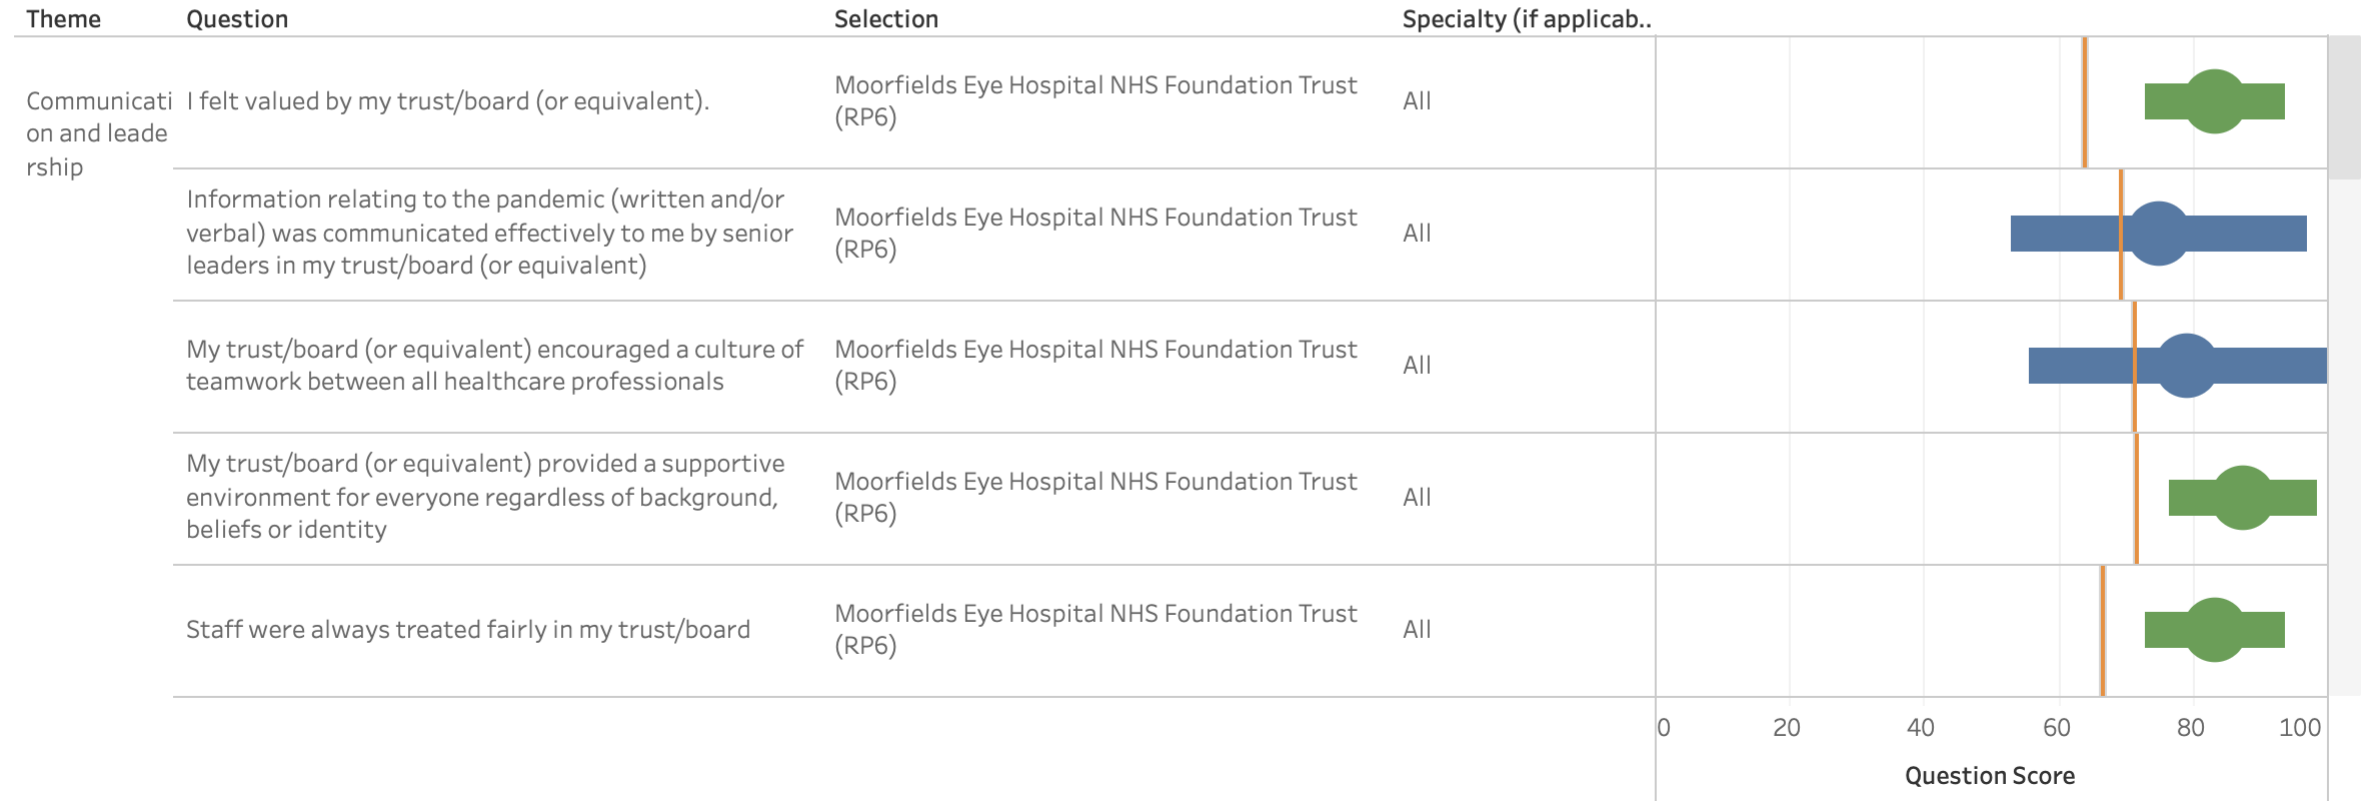 Theme Question Selection Specialty (if applicab..
Communicati
on and leade
rship
I felt valued by my trust/board (or equivalent).
Moorfields Eye Hospital NHS Foundation Trust
(RP6)
All
Information relating to the pandemic (written and/or
verbal) was communicated effectively to me by senior
leaders in my trust/board (or equivalent)
Moorfields Eye Hospital NHS Foundation Trust
(RP6)
All
My trust/board (or equivalent) encouraged a culture of
teamwork between all healthcare professionals
Moorfields Eye Hospital NHS Foundation Trust
(RP6)
All
My trust/board (or equivalent) provided a supportive
environment for everyone regardless of background,
beliefs or identity
Moorfields Eye Hospital NHS Foundation Trust
(RP6)
All
Staff were always treated fairly in my trust/board
Moorfields Eye Hospital NHS Foundation Trust
(RP6)
All
0 20 40 60 80 100
Question Score